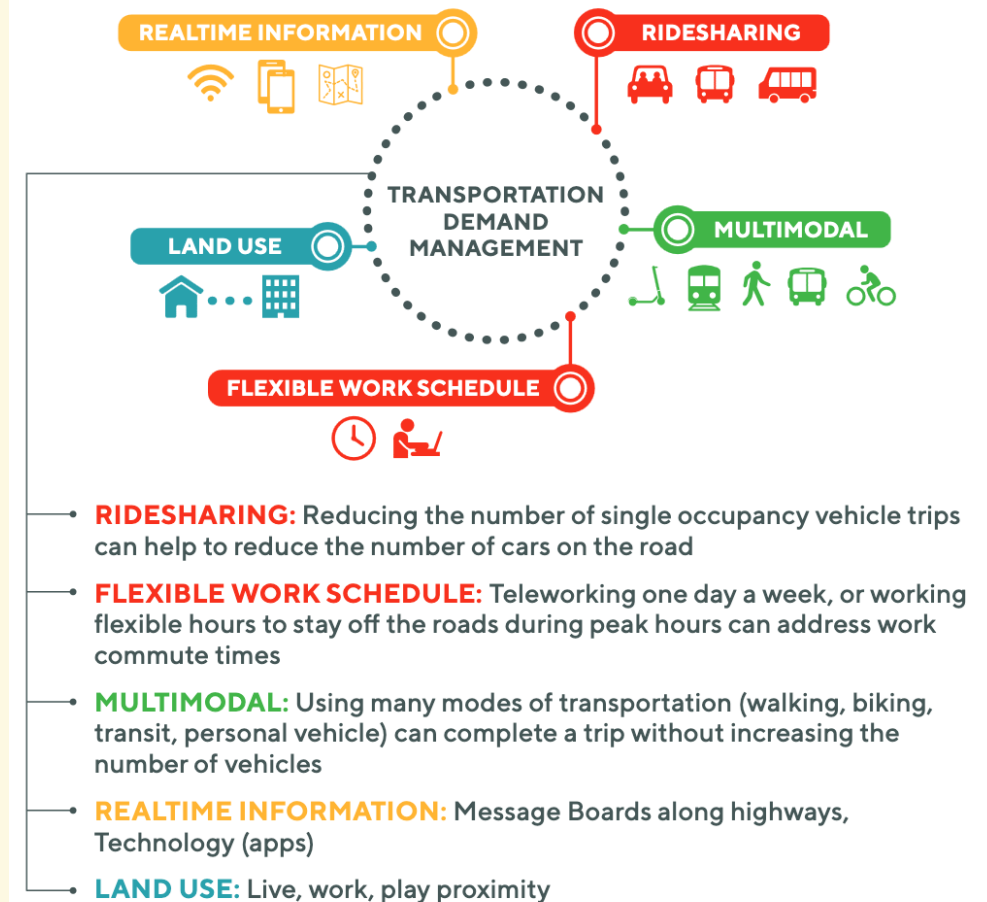 REALTIME INFORMATION
RIDESHARING
TRANSPORTATION
DEMAND
MANAGEMENT
LAND USE
MULTIMODAL
FLEXIBLE WORK SCHEDULE
RIDESHARING: Reducing the number of single occupancy vehicle trips
can help to reduce the number of cars on the road
FLEXIBLE WORK SCHEDULE: Teleworking one day a week, or working
flexible hours to stay off the roads during peak hours can address work
commute times
MULTIMODAL: Using many modes of transportation (walking, biking,
transit, personal vehicle) can complete a trip without increasing the
number of vehicles
REALTIME INFORMATION: Message Boards along highways,
Technology (apps)
LAND USE: Live, work, play proximity